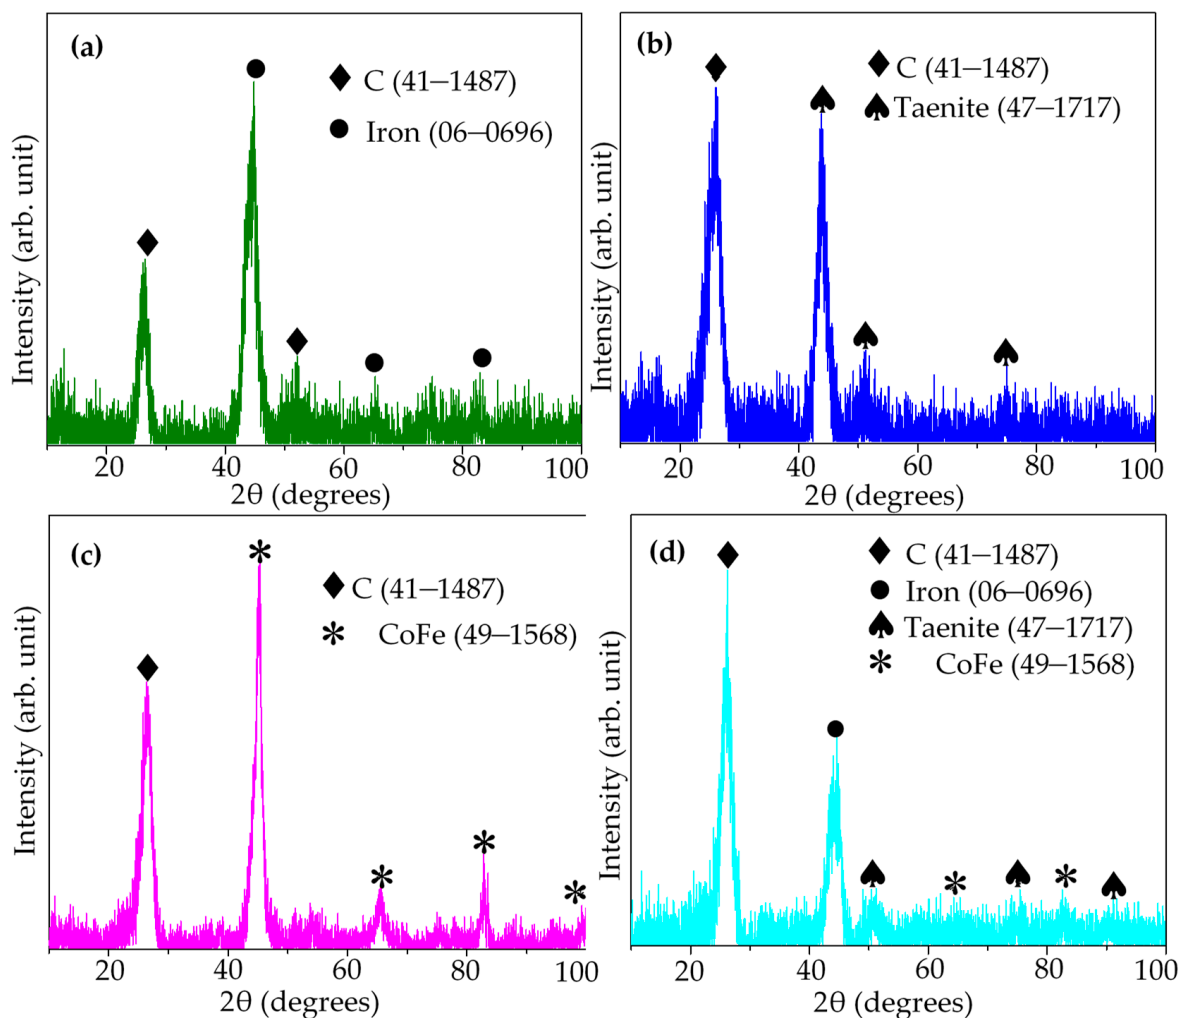 (a)
◆ C (41–1487)
● Iron (06–0696)
Intensity (arb. unit)
20 40 60 80 100
2θ (degrees)
(b)
◆ C (41–1487)
♠ Taenite (47–1717)
Intensity (arb. unit)
20 40 60 80 100
2θ (degrees)
(c)
◆ C (41–1487)
* CoFe (49–1568)
Intensity (arb. unit)
20 40 60 80 100
2θ (degrees)
(d)
◆ C (41–1487)
● Iron (06–0696)
♠ Taenite (47–1717)
* CoFe (49–1568)
Intensity (arb. unit)
20 40 60 80 100
2θ (degrees)